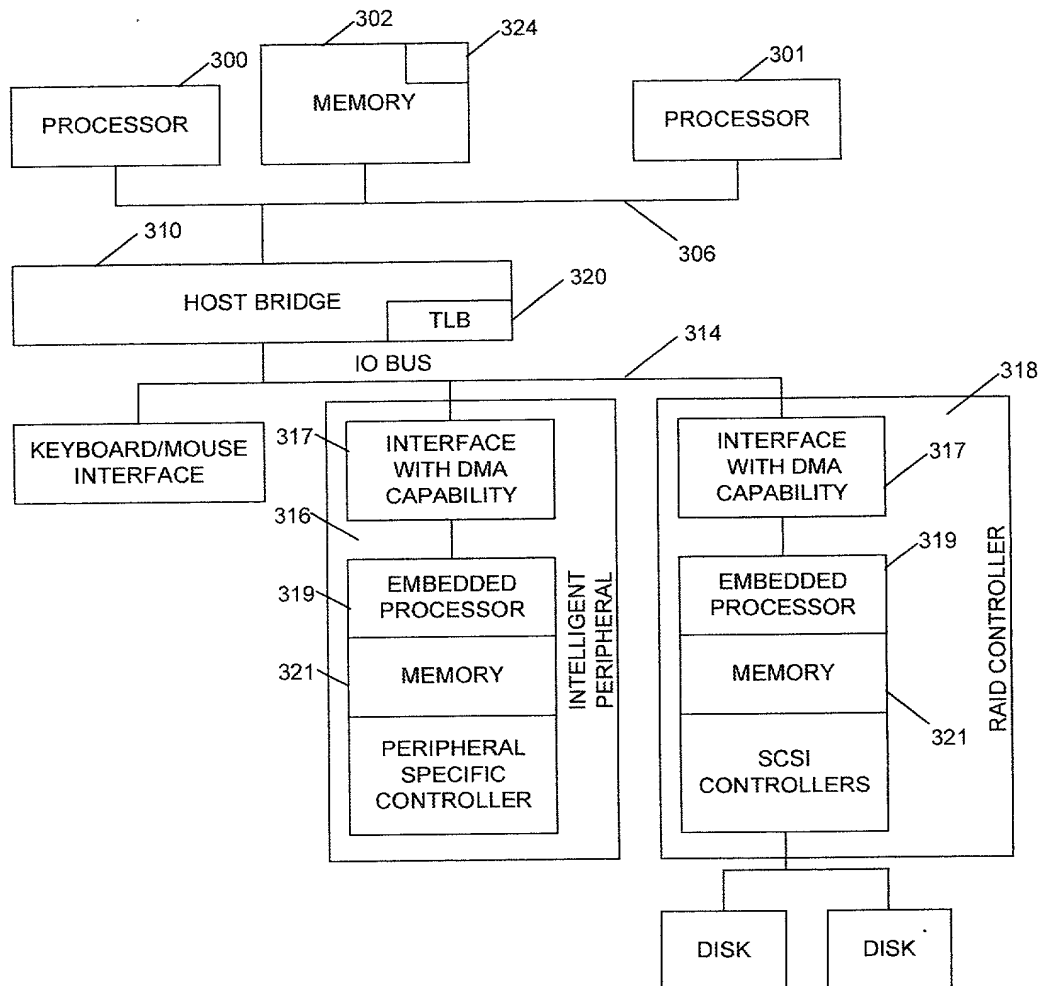 302
324
300
301
MEMORY
PROCESSOR
PROCESSOR
310
306
HOST BRIDGE
320
TLB
IO BUS
314
318
KEYBOARD/MOUSE
INTERFACE
317
INTERFACE
WITH DMA
CAPABILITY
INTERFACE
WITH DMA
CAPABILITY
317
316
319
EMBEDDED
PROCESSOR
321
MEMORY
PERIPHERAL
SPECIFIC
CONTROLLER
INTELLIGENT
PERIPHERAL
319
EMBEDDED
PROCESSOR
MEMORY
321
SCSI
CONTROLLERS
RAID CONTROLLER
DISK
DISK